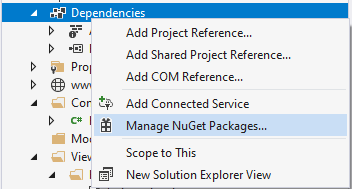 Dependencies
Add Project Reference...
Add Shared Project Reference...
Add COM Reference...
Add Connected Service
Manage NuGet Packages...
Scope to This
New Solution Explorer View